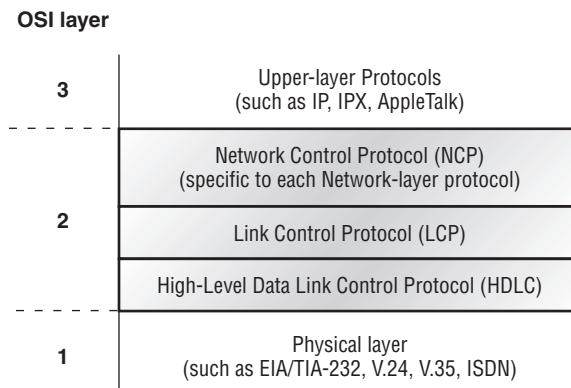 OSI layer
3
Upper-layer Protocols
(such as IP, IPX, AppleTalk)
2
Network Control Protocol (NCP)
(specific to each Network-layer protocol)
Link Control Protocol (LCP)
High-Level Data Link Control Protocol (HDLC)
1
Physical layer
(such as EIA/TIA-232, V.24, V.35, ISDN)